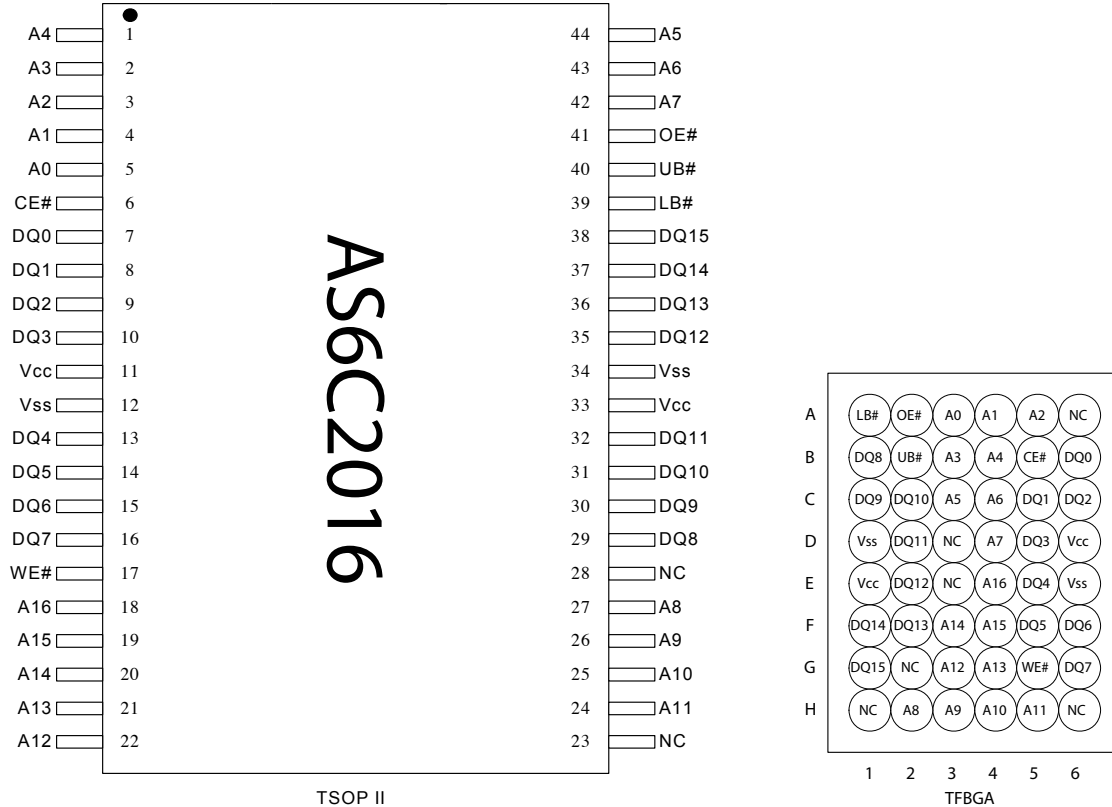 A4 1 44 A5
A3 2 43 A6
A2 3 42 A7
A1 4 41 OE#
A0 5 40 UB#
CE# 6 39 LB#
DQ0 7 38 DQ15
DQ1 8 37 DQ14
DQ2 9 36 DQ13
DQ3 10 35 DQ12
Vcc 11 34 Vss
Vss 12 33 Vcc
DQ4 13 32 DQ11
DQ5 14 31 DQ10
DQ6 15 30 DQ9
DQ7 16 29 DQ8
WE# 17 28 NC
A16 18 27 A8
A15 19 26 A9
A14 20 25 A10
A13 21 24 A11
A12 22 23 NC
AS6C2016
TSOP II
A LB# OE# A0 A1 A2 NC
B DQ8 UB# A3 A4 CE# DQ0
C DQ9 DQ10 A5 A6 DQ1 DQ2
D Vss DQ11 NC A7 DQ3 Vcc
E Vcc DQ12 NC A16 DQ4 Vss
F DQ14 DQ13 A14 A15 DQ5 DQ6
G DQ15 NC A12 A13 WE# DQ7
H NC A8 A9 A10 A11 NC
1 2 3 4 5 6
TFBGA